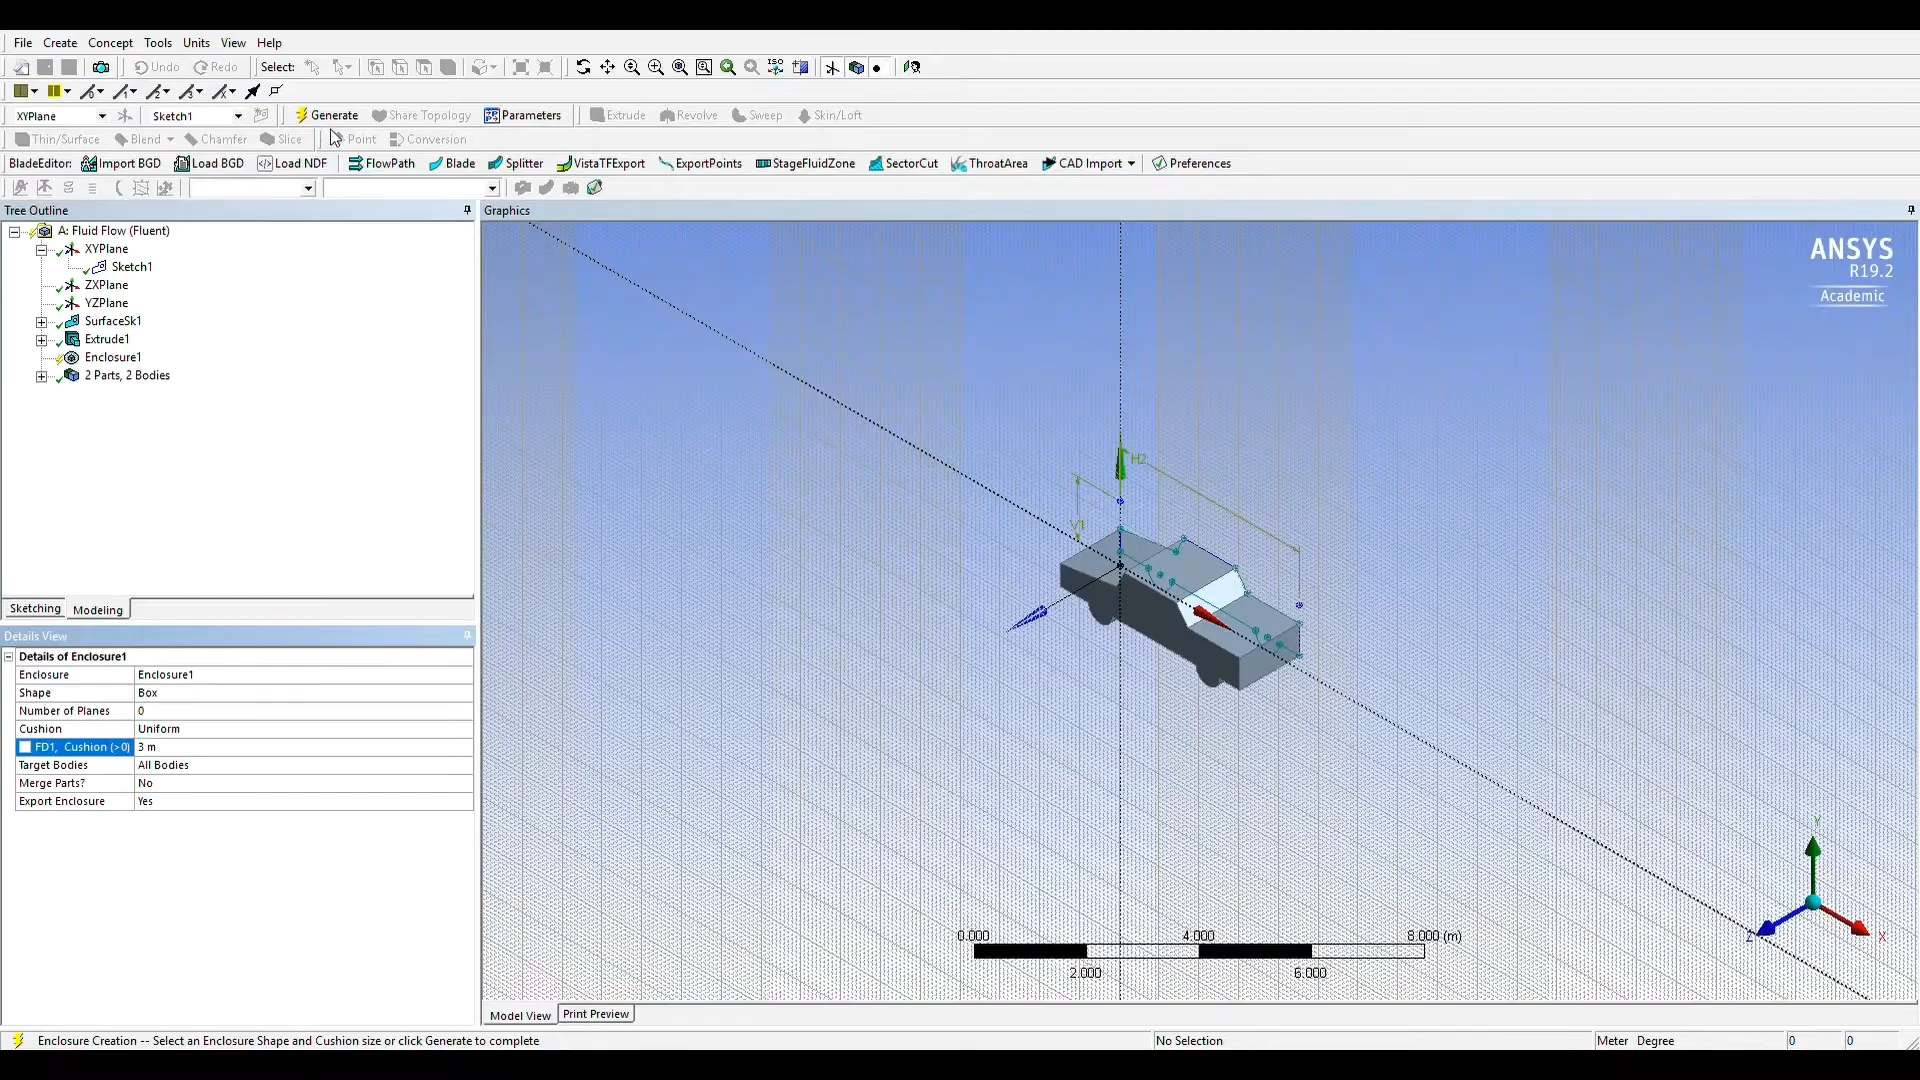 File Create Concept Tools Units View Help
Undo Redo Select: ISO
XYPlane Sketch1 Generate Share Topology Parameters Extrude Revolve Sweep Skin/Loft
Thin/Surface Blend Chamfer Slice Point Conversion
BladeEditor: Import BGD Load BGD Load NDF FlowPath Blade Splitter VistaTFExport ExportPoints StageFluidZone SectorCut ThroatArea CAD Import Preferences
Tree Outline
A: Fluid Flow (Fluent)
XYPlane
Sketch1
ZXPlane
YZPlane
SurfaceSk1
Extrude1
Enclosure1
2 Parts, 2 Bodies
Sketching Modeling
Details View
Details of Enclosure1
Enclosure Enclosure1
Shape Box
Number of Planes 0
Cushion Uniform
FD1, Cushion (>0) 3 m
Target Bodies All Bodies
Merge Parts? No
Export Enclosure Yes
Graphics
ANSYS
R19.2
Academic
H2
V1
0.000 4.000 8.000 (m)
2.000 6.000
Y
Z
X
Model View Print Preview
Enclosure Creation -- Select an Enclosure Shape and Cushion size or click Generate to complete
No Selection
Meter Degree 0 0